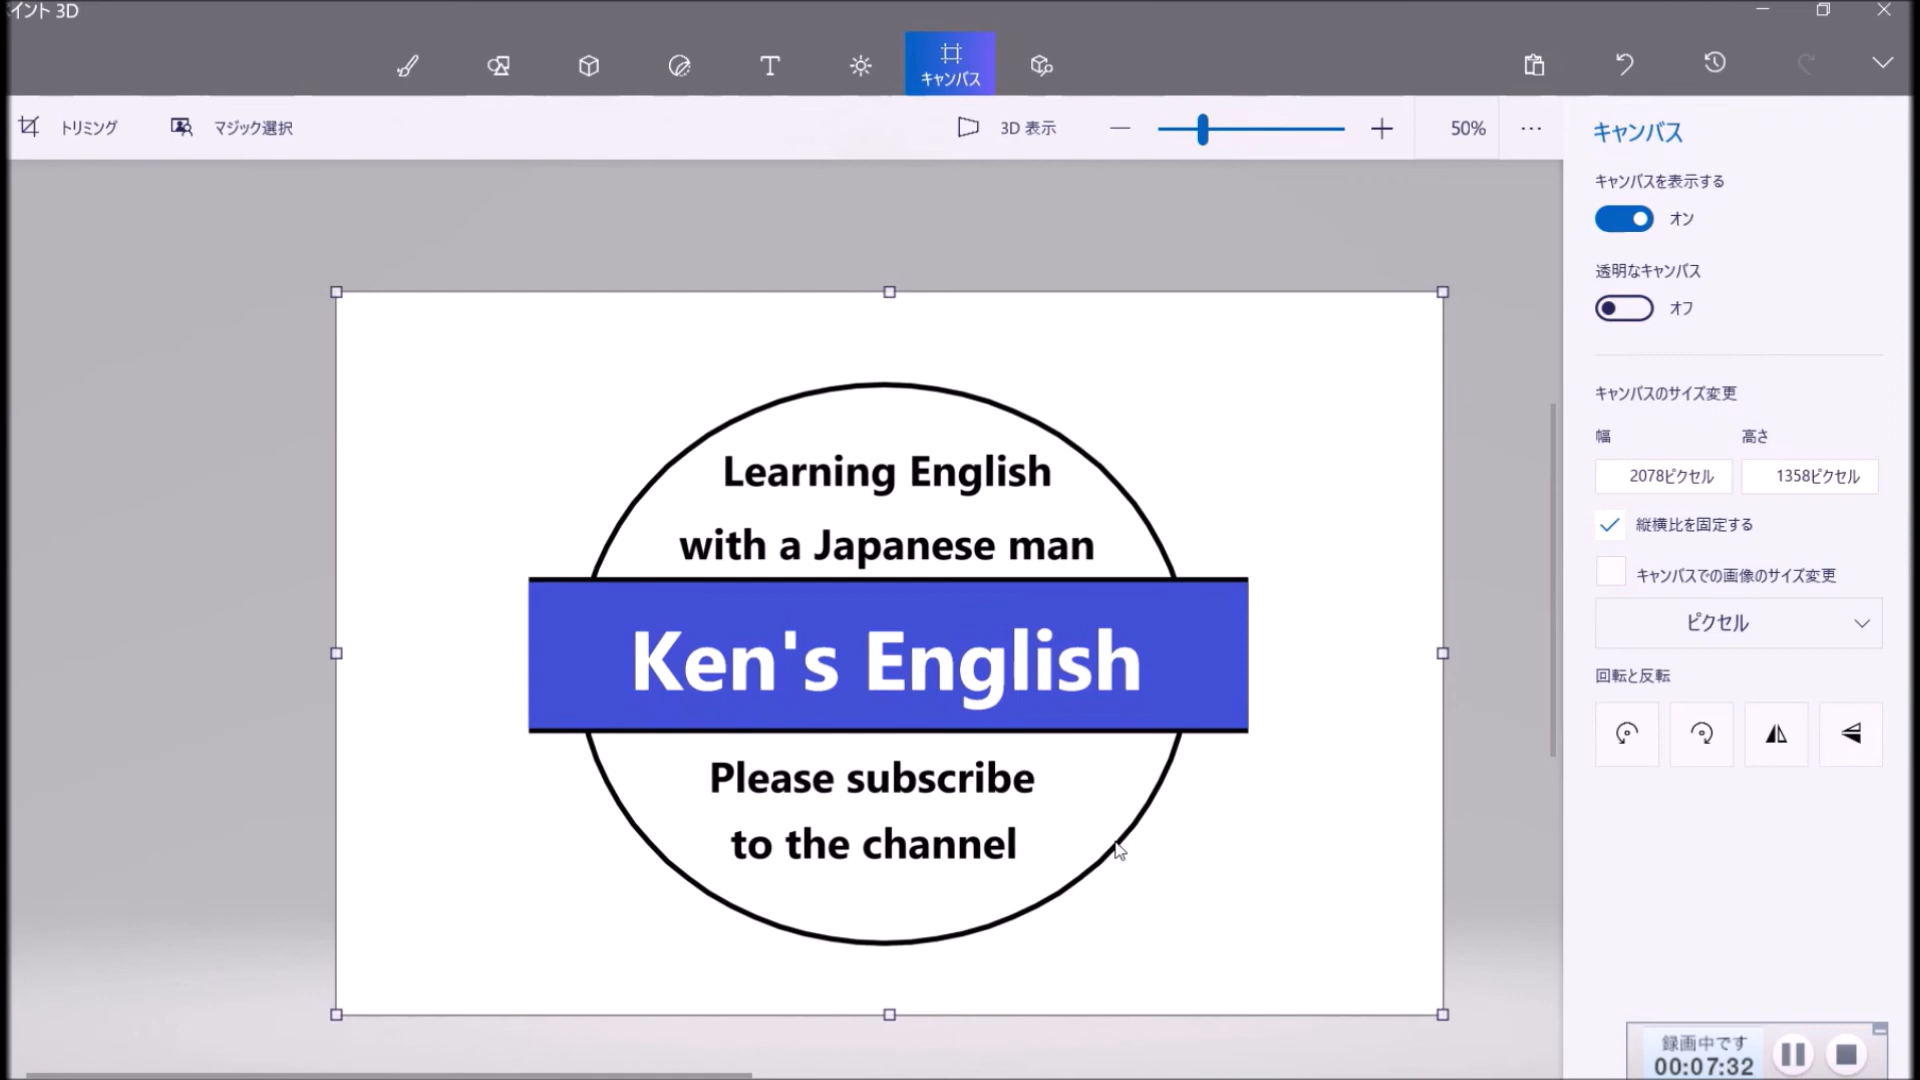 イント 3D
キャンバス
トリミング
マジック選択
3D 表示
50%
キャンバス
キャンバスを表示する
オン
透明なキャンバス
オフ
キャンバスのサイズ変更
幅
高さ
2078ピクセル
1358ピクセル
縦横比を固定する
キャンバスでの画像のサイズ変更
ピクセル
回転と反転
Learning English
with a Japanese man
Ken's English
Please subscribe
to the channel
録画中です
00:07:32